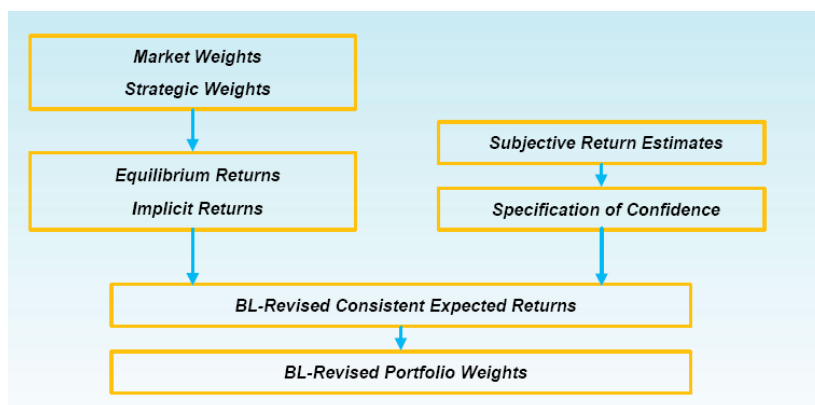 Market Weights
Strategic Weights
Equilibrium Returns
Implicit Returns
Subjective Return Estimates
Specification of Confidence
BL-Revised Consistent Expected Returns
BL-Revised Portfolio Weights